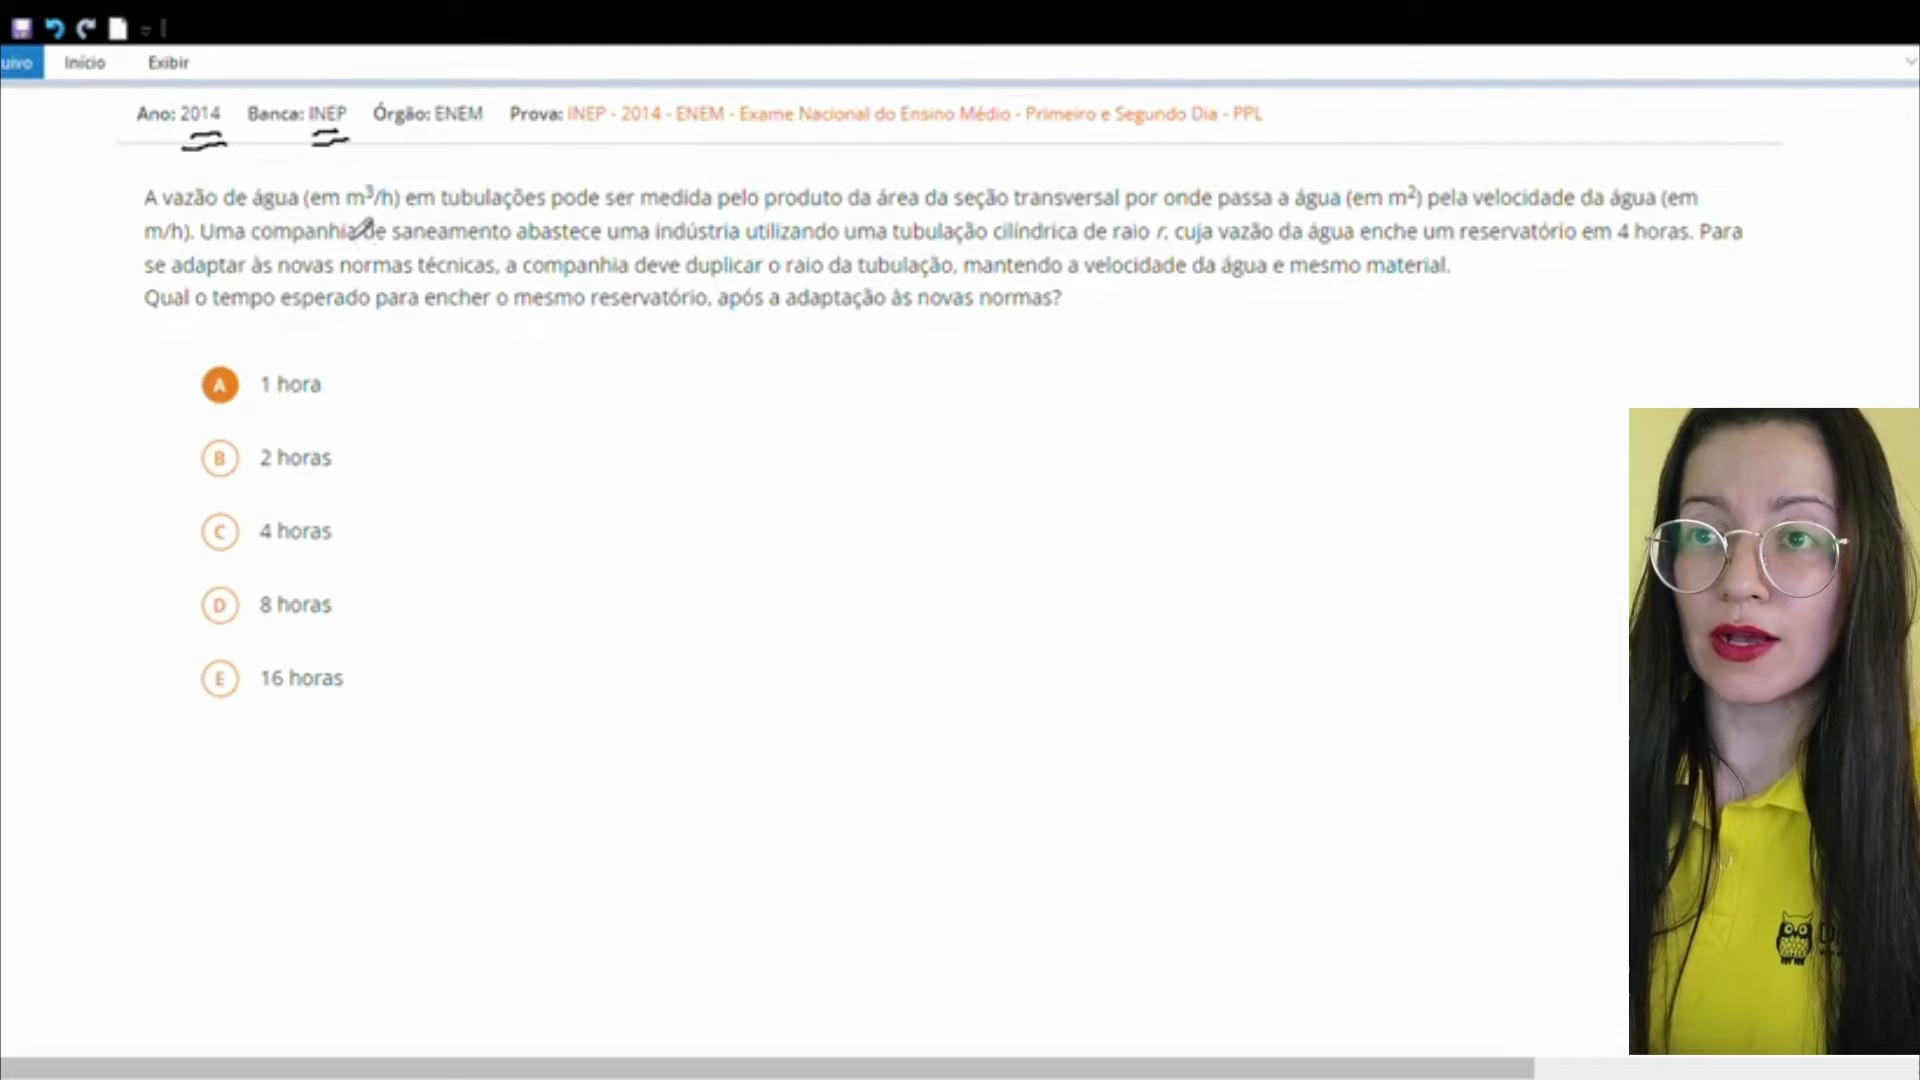 uivo Início Exibir
Ano: 2014 Banca: INEP Órgão: ENEM Prova: INEP - 2014 - ENEM - Exame Nacional do Ensino Médio - Primeiro e Segundo Dia - PPL
A vazão de água (em m³/h) em tubulações pode ser medida pelo produto da área da seção transversal por onde passa a água (em m²) pela velocidade da água (em
m/h). Uma companhia de saneamento abastece uma indústria utilizando uma tubulação cilíndrica de raio r, cuja vazão da água enche um reservatório em 4 horas. Para
se adaptar às novas normas técnicas, a companhia deve duplicar o raio da tubulação, mantendo a velocidade da água e mesmo material.
Qual o tempo esperado para encher o mesmo reservatório, após a adaptação às novas normas?
A 1 hora
B 2 horas
C 4 horas
D 8 horas
E 16 horas